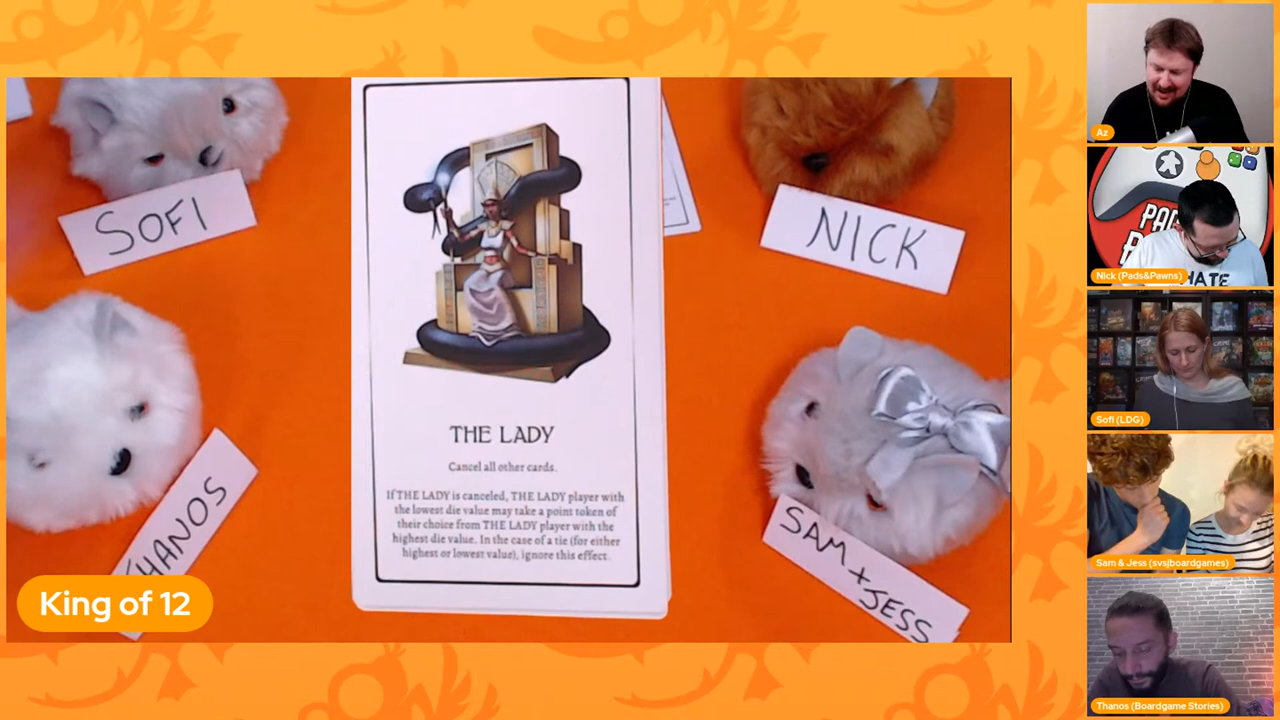 SOFI
NICK
THE LADY
Cancel all other cards.
If THE LADY is canceled, THE LADY player with
the lowest die value may take a point token of
their choice from THE LADY player with the
highest die value. In the case of a tie (for either
highest or lowest value), ignore this effect.
THANOS
SAM + JESS
King of 12
Az
Nick (Pads&Pawns)
HATE
Sofi (LDG)
Sam & Jess (svsjboardgames)
Thanos (Boardgame Stories)